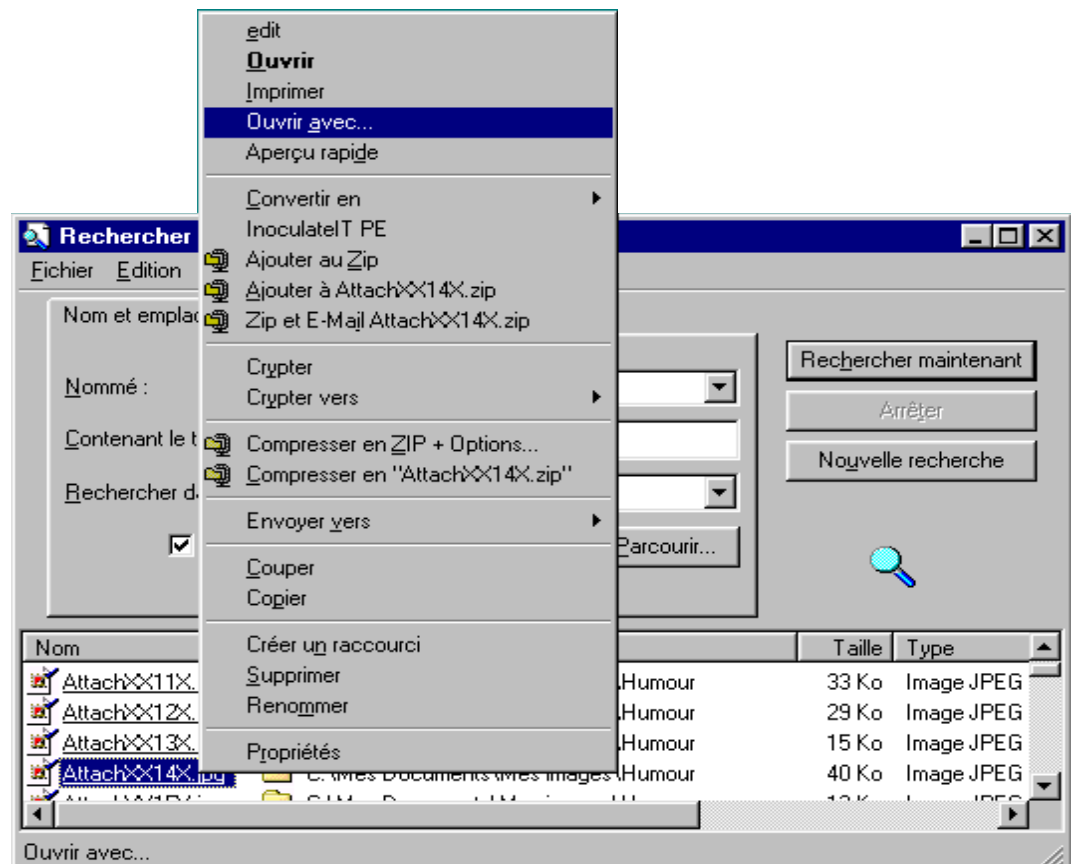 edit
Ouvrir
Imprimer
Ouvrir avec...
Aperçu rapide
Convertir en
InoculateIT PE
Ajouter au Zip
Ajouter à AttachXX14X.zip
Zip et E-Mail AttachXX14X.zip
Crypter
Crypter vers
Compresser en ZIP + Options...
Compresser en "AttachXX14X.zip"
Envoyer vers
Couper
Copier
Créer un raccourci
Supprimer
Renommer
Propriétés
Rechercher
Fichier Edition
Nom et empla
Nommé :
Contenant le t
Rechercher da
Parcourir...
Rechercher maintenant
Arrêter
Nouvelle recherche
Nom Taille Type
AttachXX11X. \Humour 33 Ko Image JPEG
AttachXX12X. \Humour 29 Ko Image JPEG
AttachXX13X. \Humour 15 Ko Image JPEG
AttachXX14X.jpg C:\Mes Documents\Mes images\Humour 40 Ko Image JPEG
Ouvrir avec...